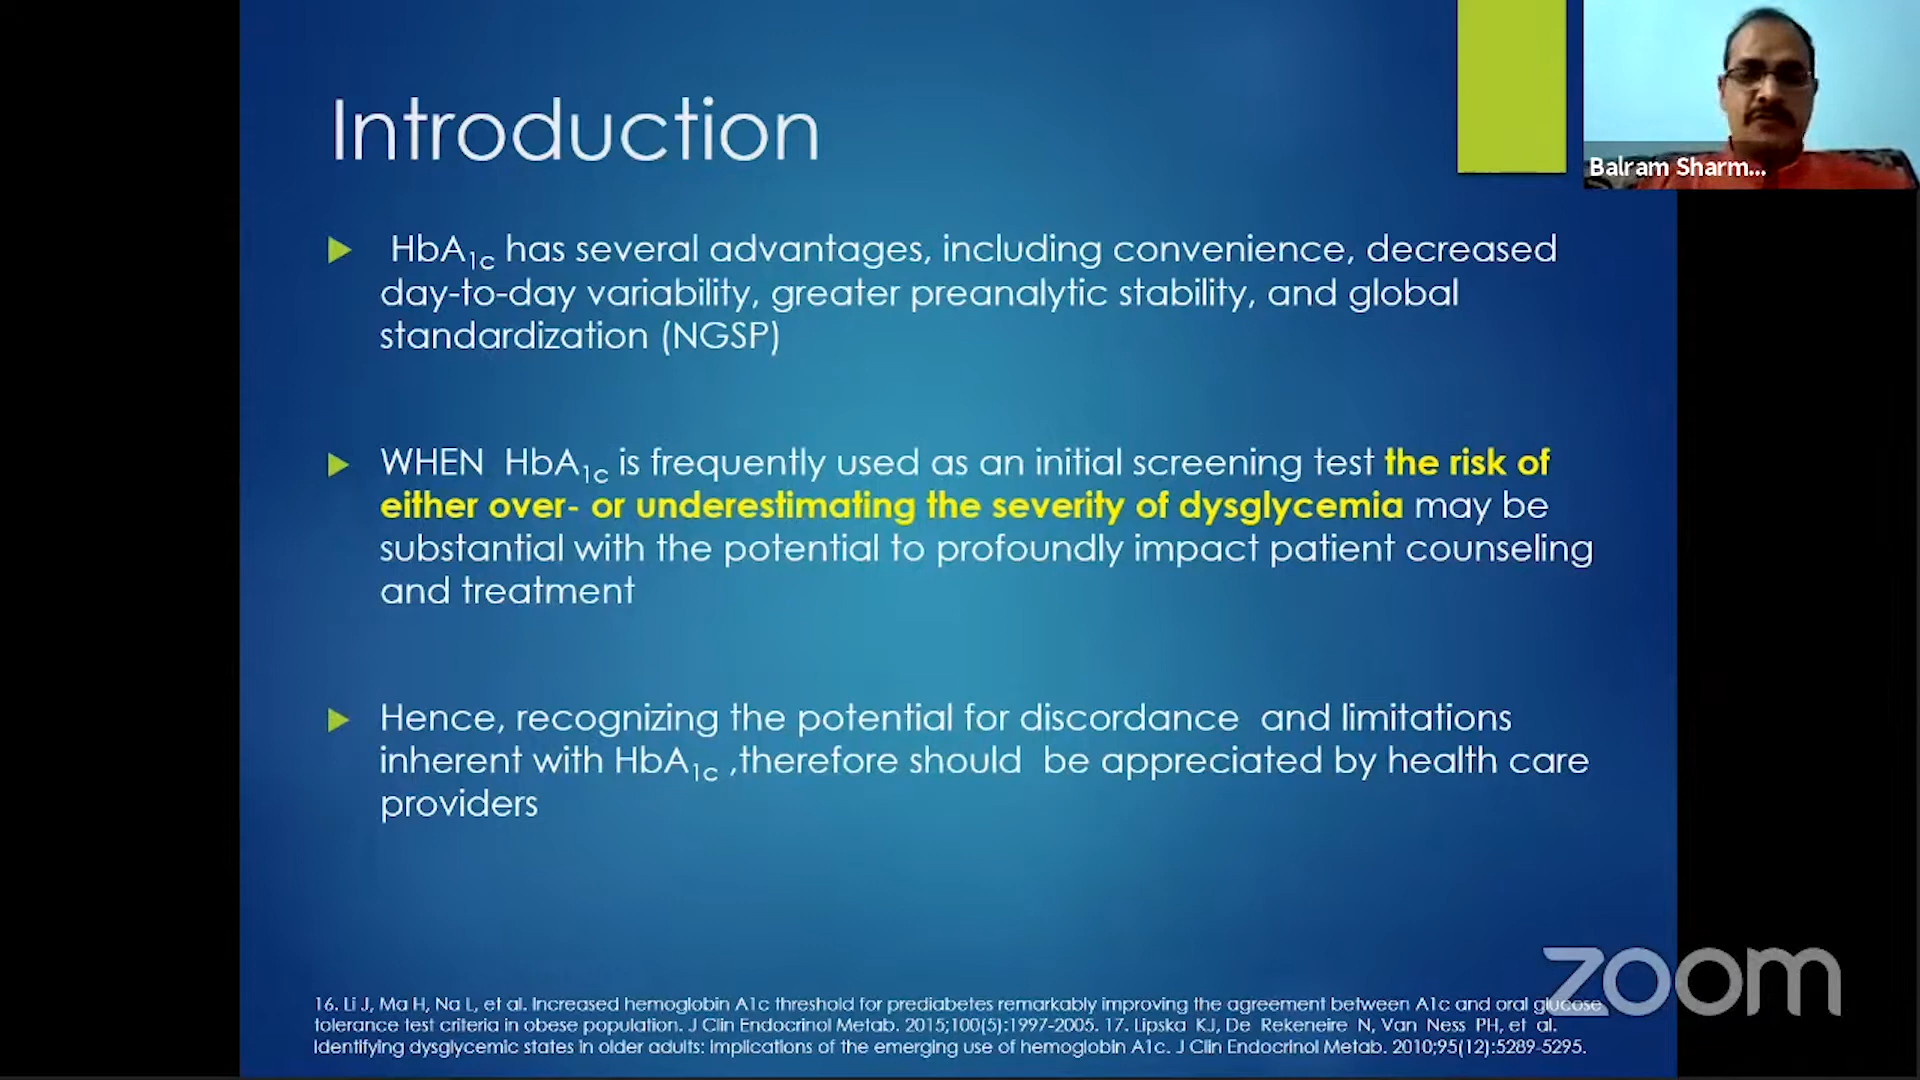 Introduction
Balram Sharm...
HbA1c has several advantages, including convenience, decreased
day-to-day variability, greater preanalytic stability, and global
standardization (NGSP)
WHEN HbA1c is frequently used as an initial screening test the risk of
either over- or underestimating the severity of dysglycemia may be
substantial with the potential to profoundly impact patient counseling
and treatment
Hence, recognizing the potential for discordance and limitations
inherent with HbA1c ,therefore should be appreciated by health care
providers
zoom
16. Li J, Ma H, Na L, et al. Increased hemoglobin A1c threshold for prediabetes remarkably improving the agreement between A1c and oral glucose
tolerance test criteria in obese population. J Clin Endocrinol Metab. 2015;100(5):1997-2005. 17. Lipska KJ, De Rekeneire N, Van Ness PH, et al.
Identifying dysglycemic states in older adults: implications of the emerging use of hemoglobin A1c. J Clin Endocrinol Metab. 2010;95(12):5289-5295.